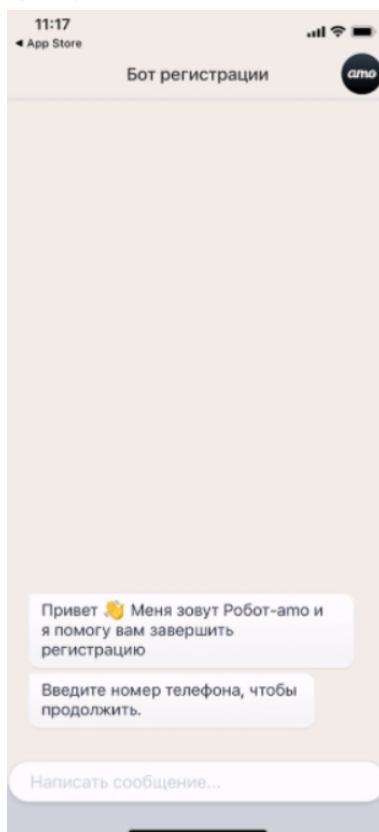 11:17
◀ App Store
Бот регистрации
amo
Привет 👋 Меня зовут Робот-amo и
я помогу вам завершить
регистрацию
Введите номер телефона, чтобы
продолжить.
Написать сообщение...